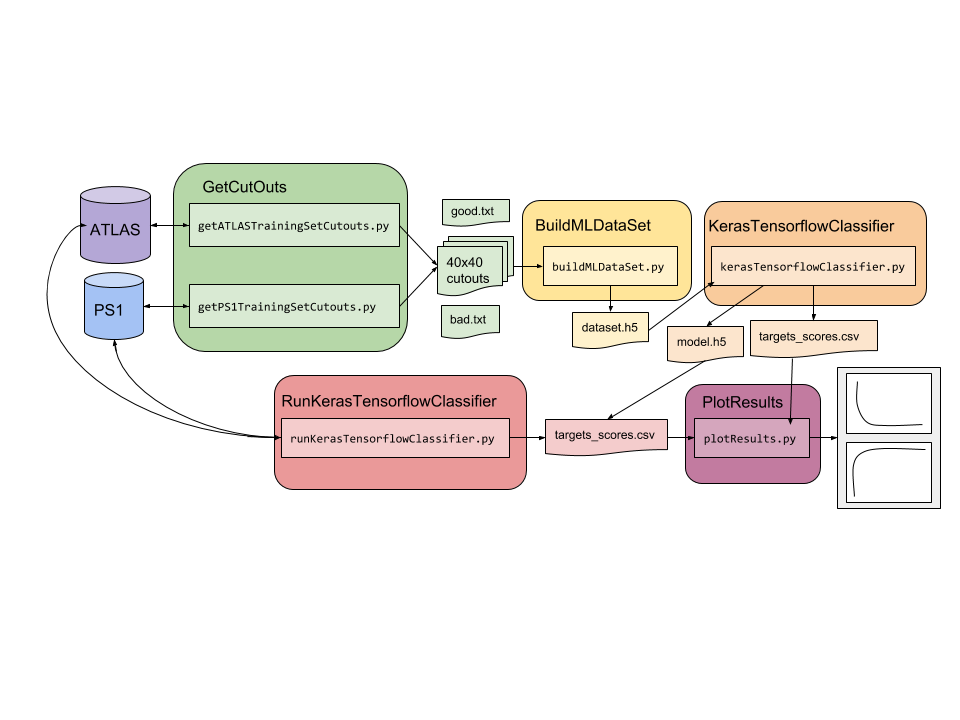 GetCutOuts
ATLAS
getATLASTrainingSetCutouts.py
PS1
getPS1TrainingSetCutouts.py
good.txt
40x40
cutouts
bad.txt
BuildMLDataSet
buildMLDataSet.py
dataset.h5
KerasTensorflowClassifier
kerasTensorflowClassifier.py
model.h5
targets_scores.csv
RunKerasTensorflowClassifier
runKerasTensorflowClassifier.py
targets_scores.csv
PlotResults
plotResults.py